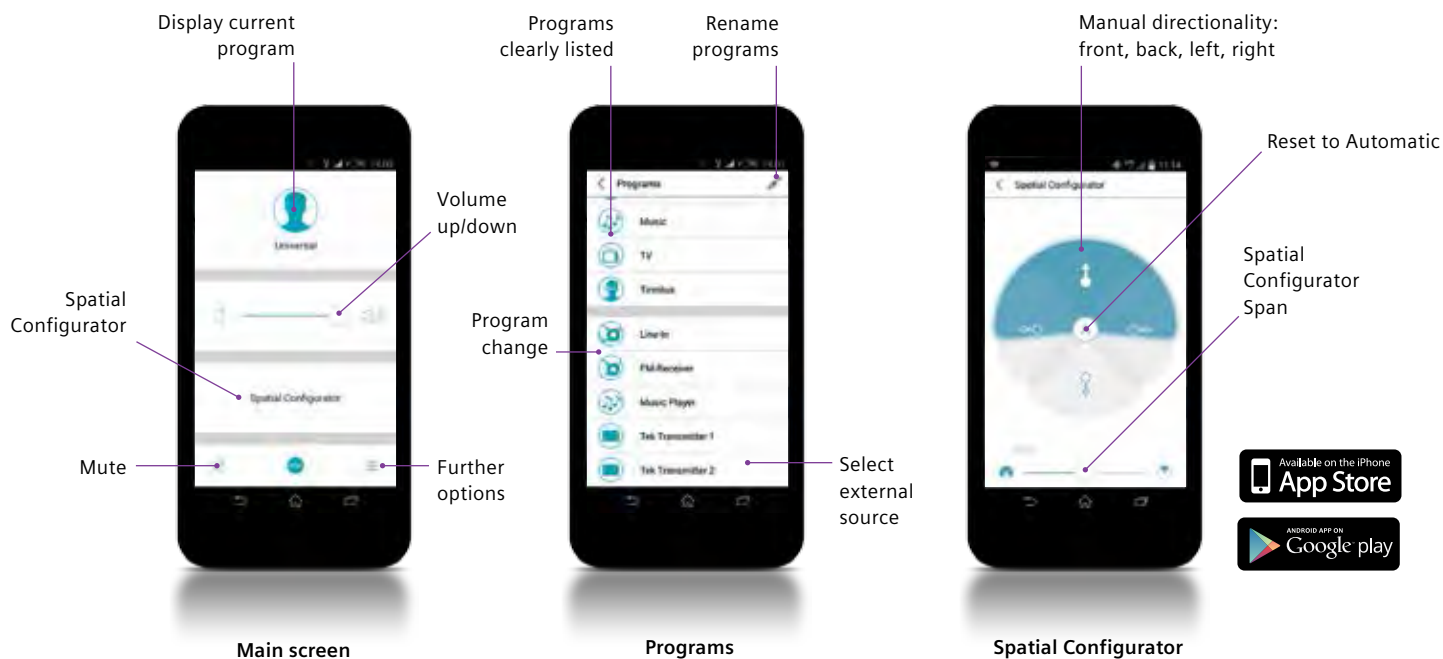 Display current
program
Programs
clearly listed
Rename
programs
Manual directionality:
front, back, left, right
Reset to Automatic
Volume
up/down
Spatial
Configurator
Spatial
Configurator
Span
Program
change
Mute
Further
options
Select
external
source
Universal
Spatial Configurator
Programs
Music
TV
Tinnitus
Line-In
FM-Receiver
Music Player
Tek Transmitter 1
Tek Transmitter 2
Spatial Configurator
11:14
Available on the iPhone
App Store
ANDROID APP ON
Google play
Main screen
Programs
Spatial Configurator